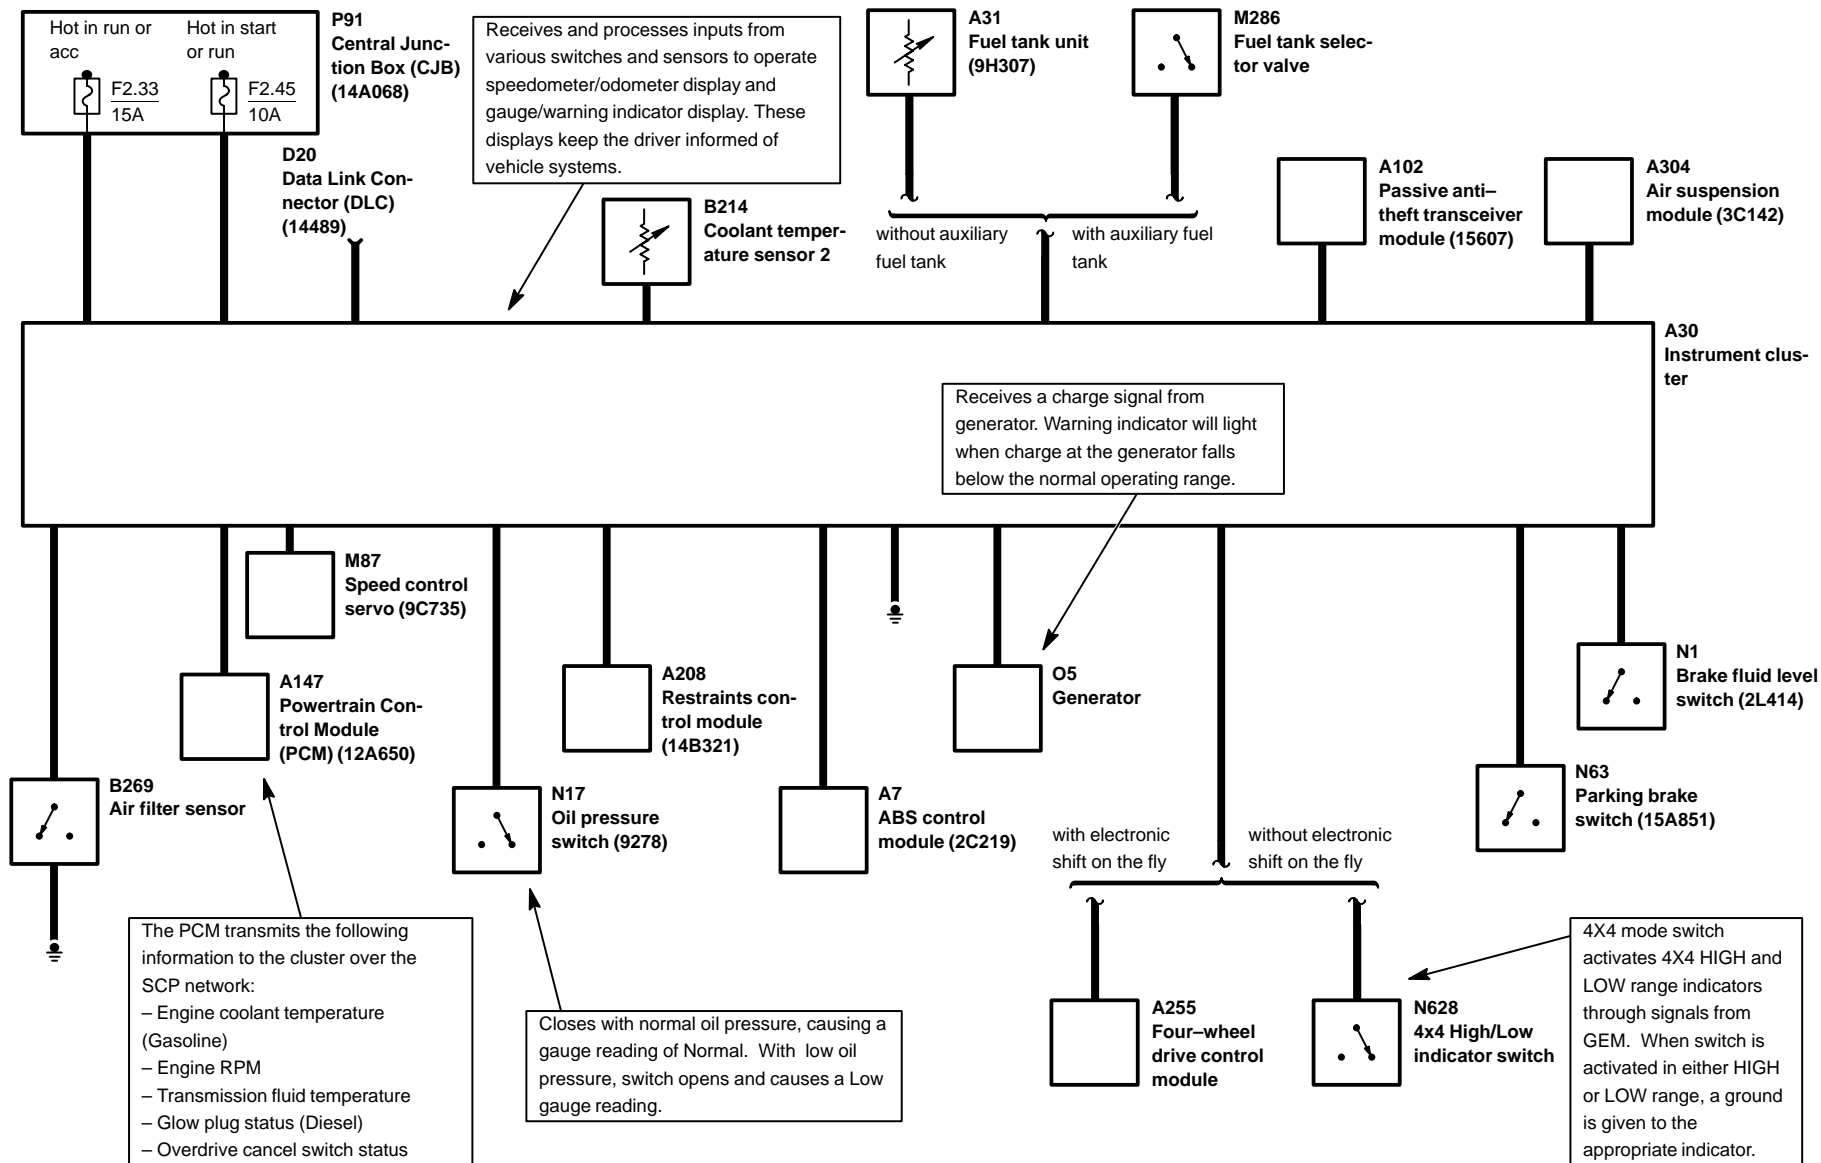 Hot in run or
acc
F2.33
15A
Hot in start
or run
F2.45
10A
P91
Central Junc-
tion Box (CJB)
(14A068)
D20
Data Link Con-
nector (DLC)
(14489)
Receives and processes inputs from
various switches and sensors to operate
speedometer/odometer display and
gauge/warning indicator display. These
displays keep the driver informed of
vehicle systems.
B214
Coolant temper-
ature sensor 2
A31
Fuel tank unit
(9H307)
M286
Fuel tank selec-
tor valve
without auxiliary
fuel tank
with auxiliary fuel
tank
A102
Passive anti–
theft transceiver
module (15607)
A304
Air suspension
module (3C142)
A30
Instrument clus-
ter
Receives a charge signal from
generator. Warning indicator will light
when charge at the generator falls
below the normal operating range.
M87
Speed control
servo (9C735)
A147
Powertrain Con-
trol Module
(PCM) (12A650)
B269
Air filter sensor
A208
Restraints con-
trol module
(14B321)
N17
Oil pressure
switch (9278)
A7
ABS control
module (2C219)
O5
Generator
N1
Brake fluid level
switch (2L414)
N63
Parking brake
switch (15A851)
with electronic
shift on the fly
without electronic
shift on the fly
A255
Four–wheel
drive control
module
N628
4x4 High/Low
indicator switch
The PCM transmits the following
information to the cluster over the
SCP network:
– Engine coolant temperature
(Gasoline)
– Engine RPM
– Transmission fluid temperature
– Glow plug status (Diesel)
– Overdrive cancel switch status
Closes with normal oil pressure, causing a
gauge reading of Normal.  With  low oil
pressure, switch opens and causes a Low
gauge reading.
4X4 mode switch
activates 4X4 HIGH and
LOW range indicators
through signals from
GEM.  When switch is
activated in either HIGH
or LOW range, a ground
is given to the
appropriate indicator.